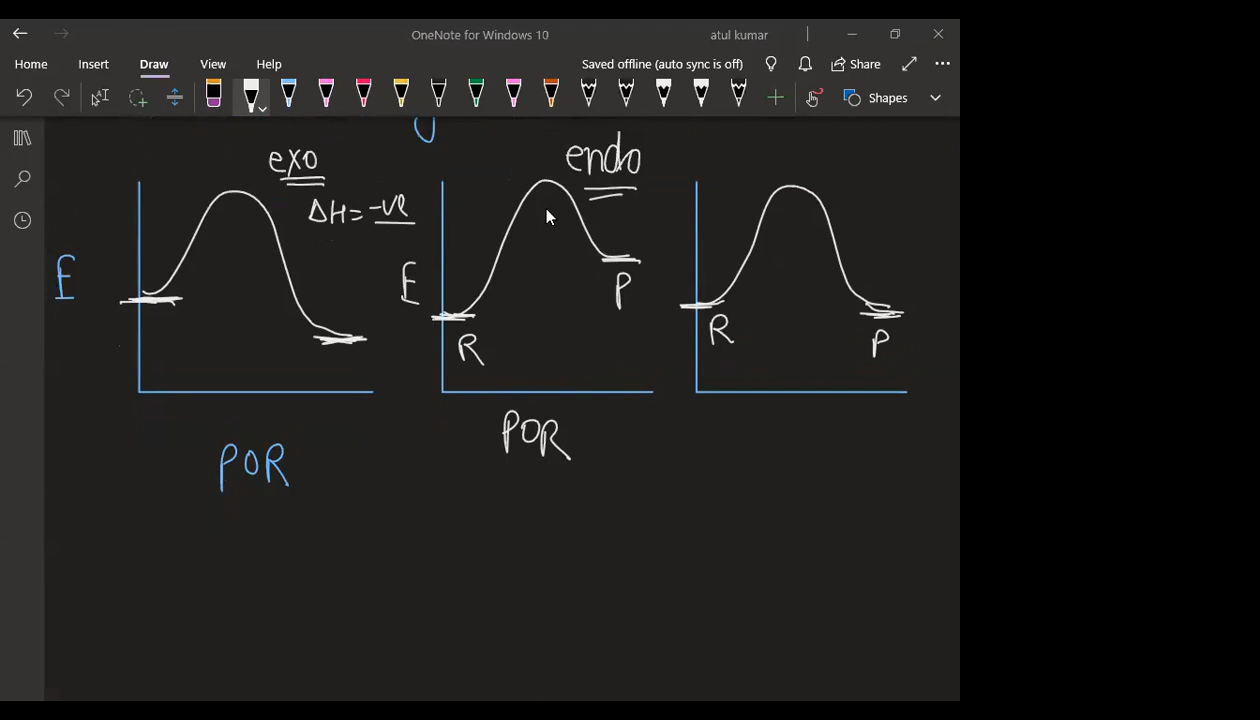 OneNote for Windows 10
atul kumar
Home Insert Draw View Help
Saved offline (auto sync is off)
Share
Shapes
exo
ΔH = -ve
endo
E
E
P
R
R
P
POR
POR